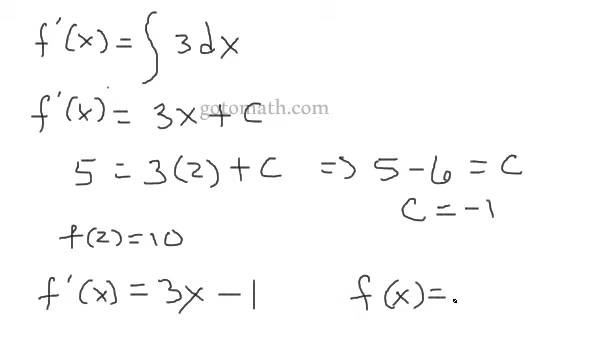 f'(x) = ∫ 3dx
f'(x) = 3x + C
gotomath.com
5 = 3(2) + C => 5 - 6 = C
C = -1
f(2) = 10
f'(x) = 3x - 1 f(x) =